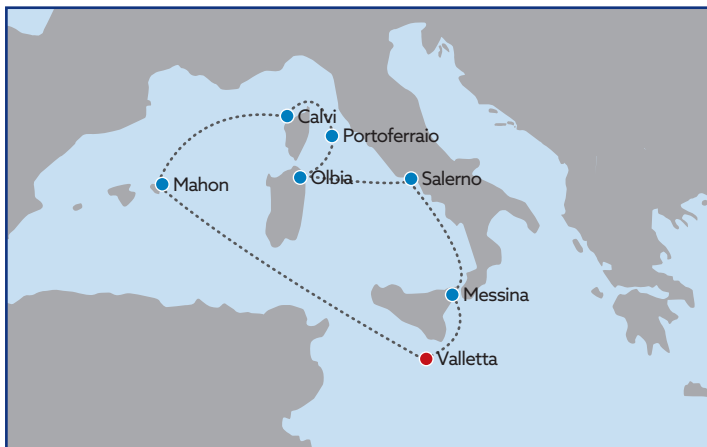 Calvi
Portoferraio
Mahon
Olbia
Salerno
Messina
Valletta